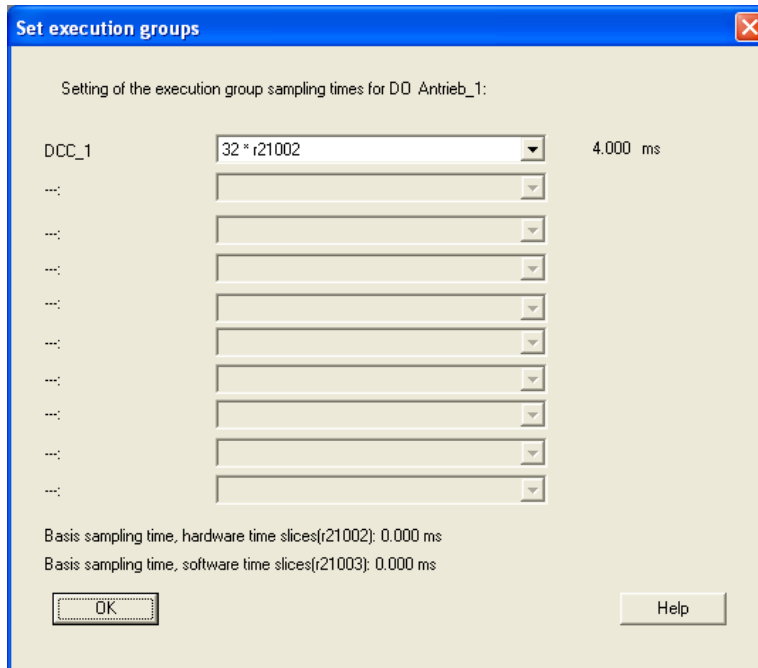 Set execution groups
Setting of the execution group sampling times for DO Antrieb_1:
DCC_1 32 * r21002 4.000 ms
---:
---:
---:
---:
---:
---:
---:
---:
---:
Basis sampling time, hardware time slices(r21002): 0.000 ms
Basis sampling time, software time slices(r21003): 0.000 ms
OK Help